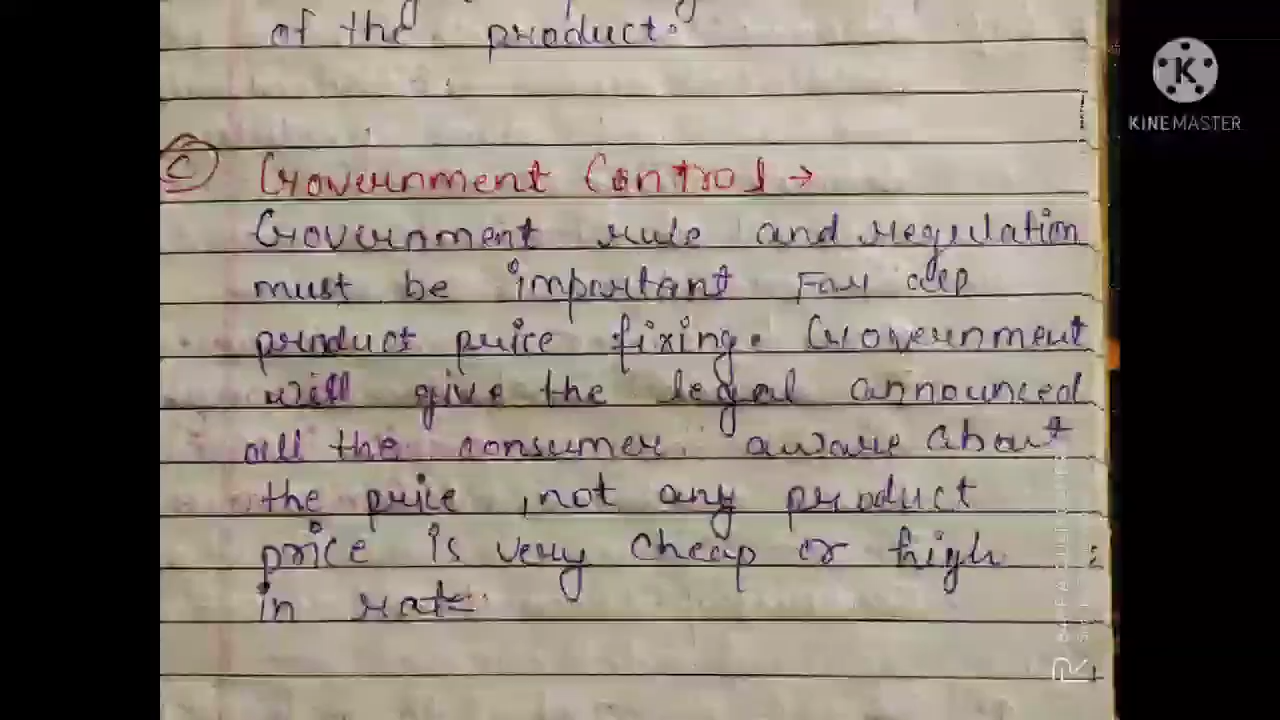 of the product.
C Government Control →
Government rule and regulation
must be important For all
product price fixing. Government
will give the legal announced
all the consumer aware about
the price , not any product
price is very cheap or high
in rate
K
KINEMASTER